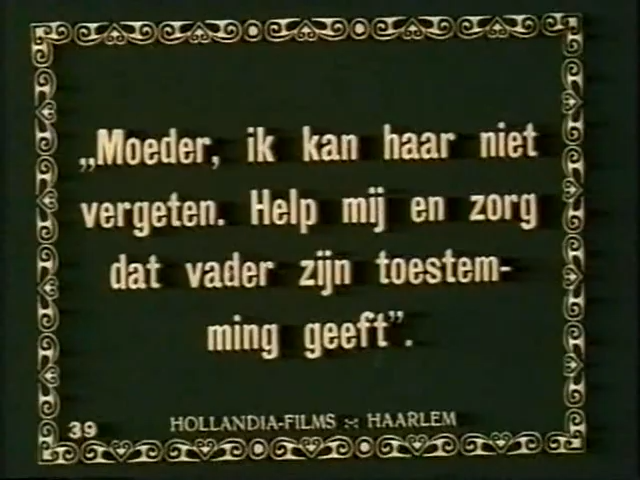 „Moeder, ik kan haar niet
vergeten. Help mij en zorg
dat vader zijn toestem-
ming geeft”.
39
HOLLANDIA-FILMS :-: HAARLEM